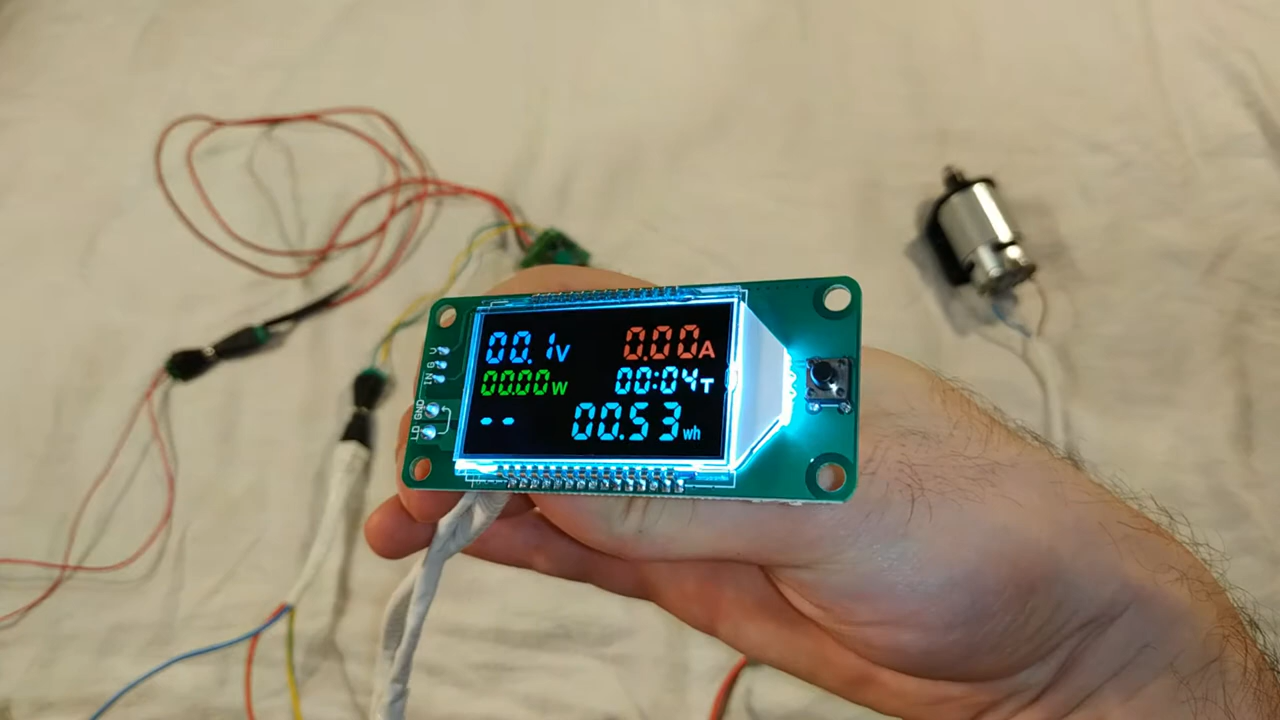 00.1V 0.00A
00.00W 00:04T
-- 00.53wh
IN G V
LD GND